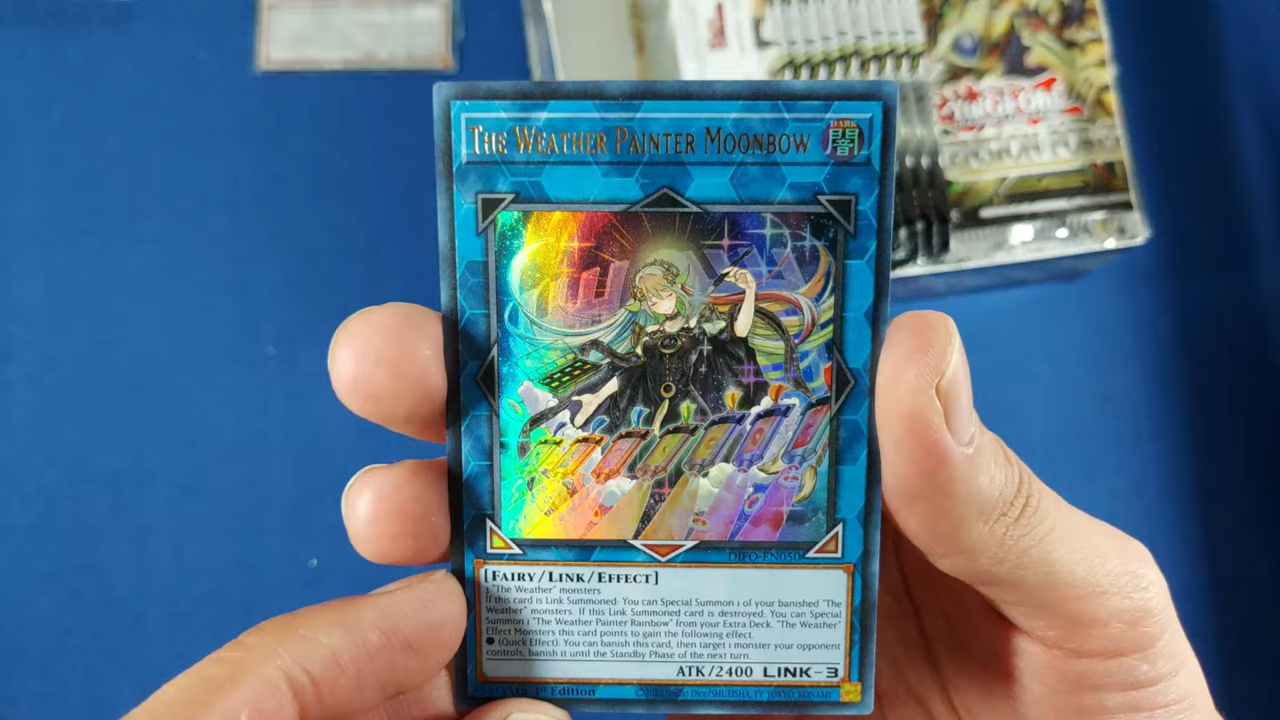 YU-GI-OH!
THE WEATHER PAINTER MOONBOW
DARK
闇
DIFO-EN050
[FAIRY/LINK/EFFECT]
3 "The Weather" monsters
If this card is Link Summoned: You can Special Summon 1 of your banished "The
Weather" monsters. If this Link Summoned card is destroyed: You can Special
Summon 1 "The Weather Painter Rainbow" from your Extra Deck. "The Weather"
Effect Monsters this card points to gain the following effect.
● (Quick Effect): You can banish this card, then target 1 monster your opponent
controls; banish it until the Standby Phase of the next turn.
ATK/2400 LINK-3
1st Edition
©2020 Studio Dice/SHUEISHA, TV TOKYO, KONAMI